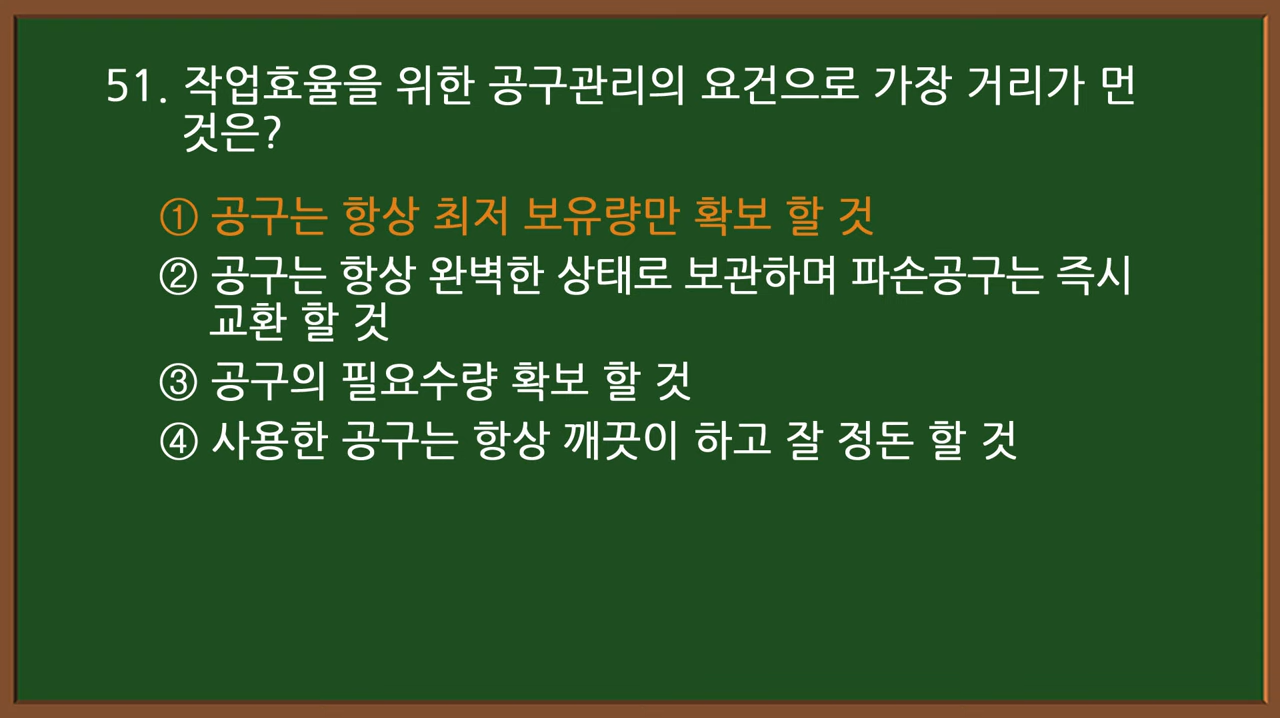 51. 작업효율을 위한 공구관리의 요건으로 가장 거리가 먼
것은?
① 공구는 항상 최저 보유량만 확보 할 것
② 공구는 항상 완벽한 상태로 보관하며 파손공구는 즉시
교환 할 것
③ 공구의 필요수량 확보 할 것
④ 사용한 공구는 항상 깨끗이 하고 잘 정돈 할 것